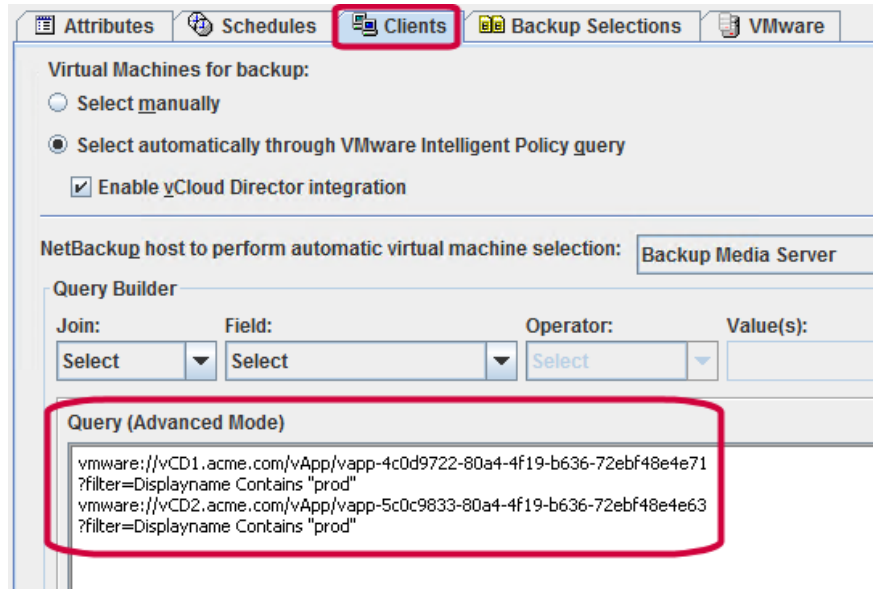 Attributes Schedules Clients Backup Selections VMware
Virtual Machines for backup:
Select manually
Select automatically through VMware Intelligent Policy query
Enable vCloud Director integration
NetBackup host to perform automatic virtual machine selection: Backup Media Server
Query Builder
Join: Field: Operator: Value(s):
Select Select Select
Query (Advanced Mode)
vmware://vCD1.acme.com/vApp/vapp-4c0d9722-80a4-4f19-b636-72ebf48e4e71
?filter=Displayname Contains "prod"
vmware://vCD2.acme.com/vApp/vapp-5c0c9833-80a4-4f19-b636-72ebf48e4e63
?filter=Displayname Contains "prod"